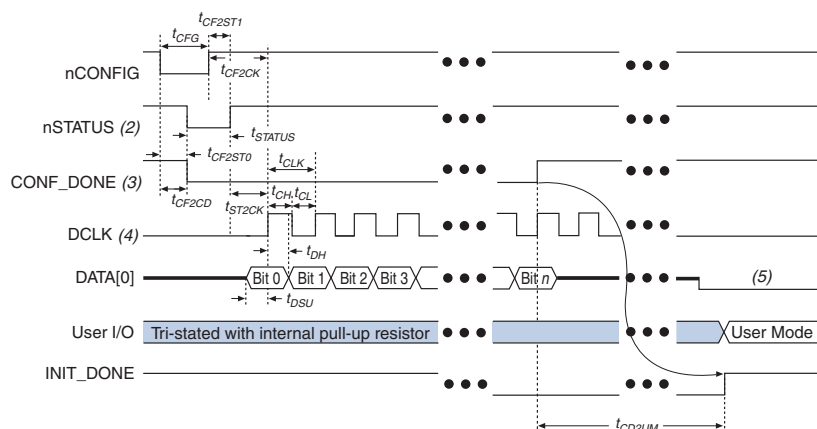 tCF2ST1
tCFG
nCONFIG
tCF2CK
nSTATUS (2)
tSTATUS
tCF2ST0
tCLK
CONF_DONE (3)
tCH tCL
tCF2CD
tST2CK
DCLK (4)
tDH
DATA[0]
Bit 0 Bit 1 Bit 2 Bit 3 Bit n (5)
tDSU
User I/O Tri-stated with internal pull-up resistor User Mode
INIT_DONE
tCD2UM